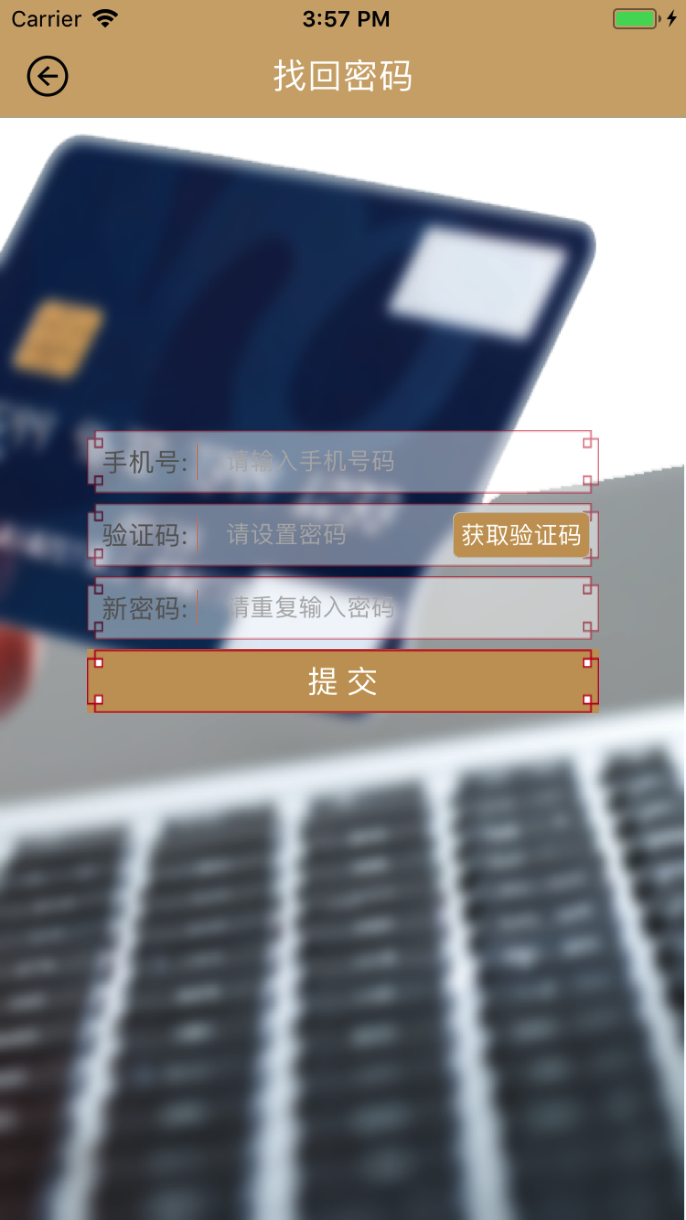 Carrier 3:57 PM
找回密码
手机号: 请输入手机号码
验证码: 请设置密码 获取验证码
新密码: 请重复输入密码
提 交